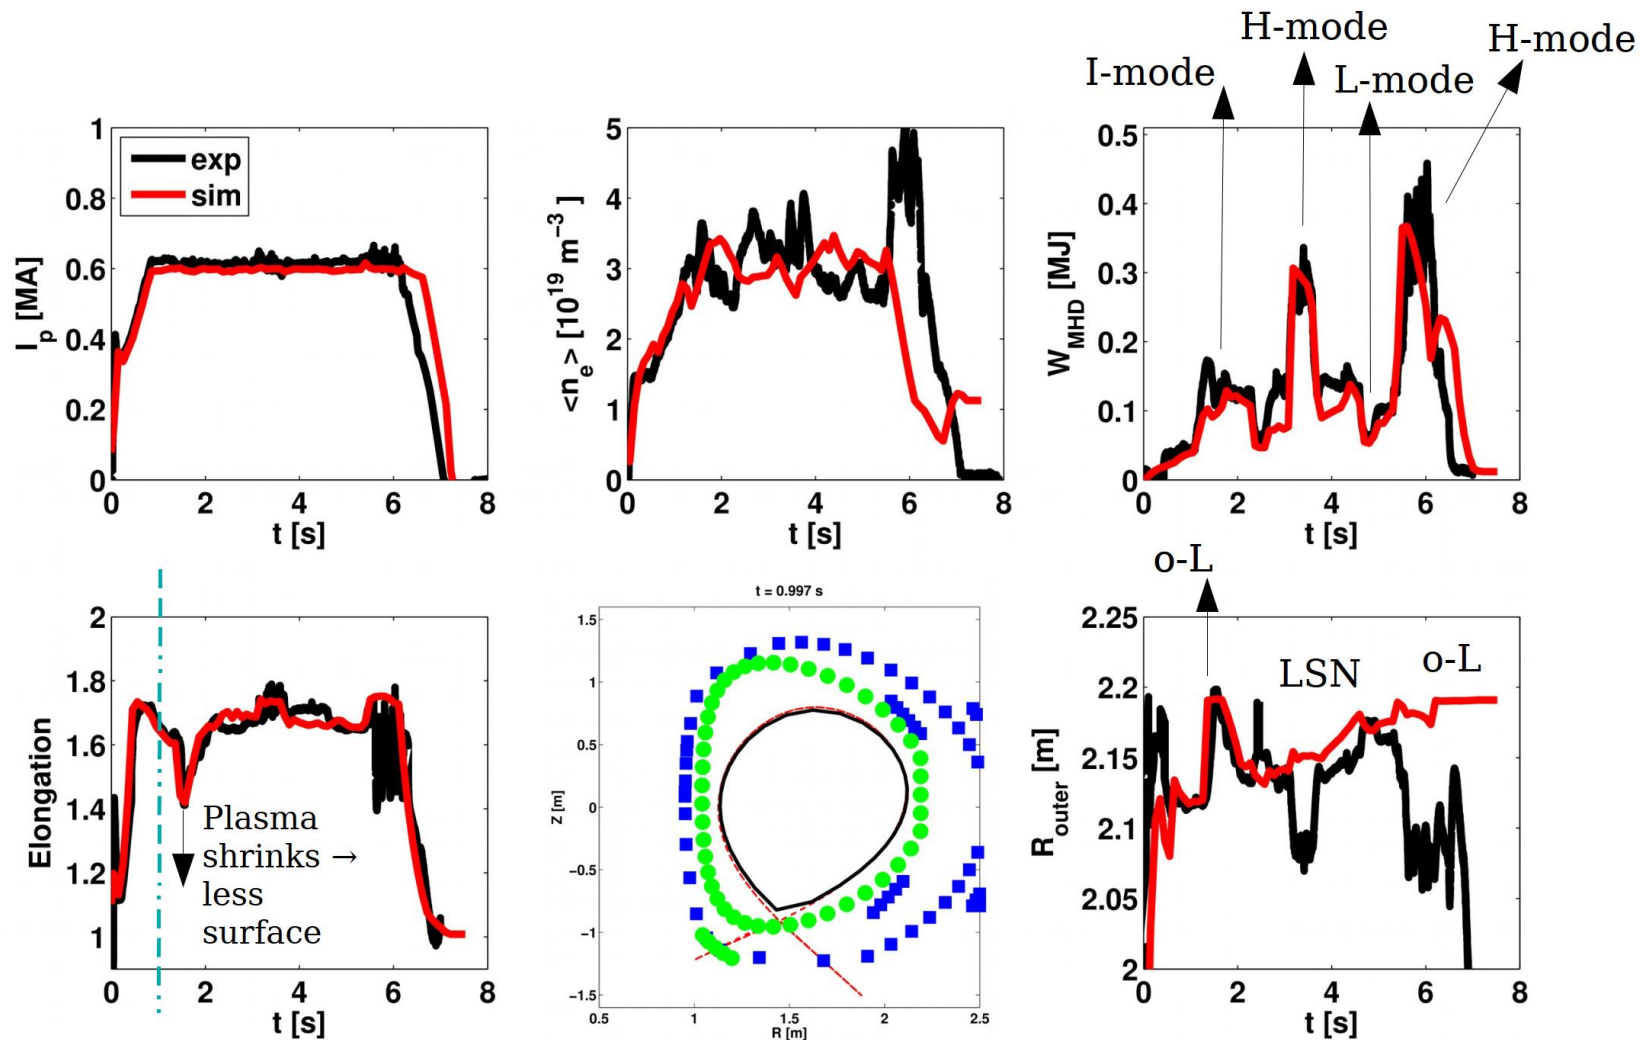 H-mode
H-mode
I-mode
L-mode
1
0.8
0.6
0.4
0.2
0
0 2 4 6 8
I_p [MA]
t [s]
exp
sim
5
4
3
2
1
0
0 2 4 6 8
<n_e> [10^19 m^−3]
t [s]
0.5
0.4
0.3
0.2
0.1
0
0 2 4 6 8
W_MHD [MJ]
t [s]
2
1.8
1.6
1.4
1.2
1
0 2 4 6 8
Elongation
t [s]
Plasma
shrinks →
less
surface
t = 0.997 s
1.5
1
0.5
0
−0.5
−1
−1.5
0.5 1 1.5 2 2.5
Z [m]
R [m]
o-L
2.25
2.2
2.15
2.1
2.05
2
0 2 4 6 8
R_outer [m]
t [s]
LSN
o-L